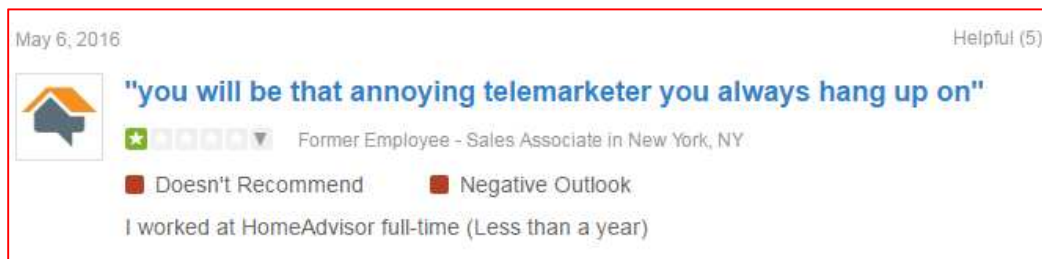 May 6, 2016 Helpful (5)
"you will be that annoying telemarketer you always hang up on"
Former Employee - Sales Associate in New York, NY
Doesn't Recommend Negative Outlook
I worked at HomeAdvisor full-time (Less than a year)